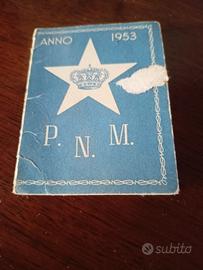 ANNO 1953
P. N. M.
subito